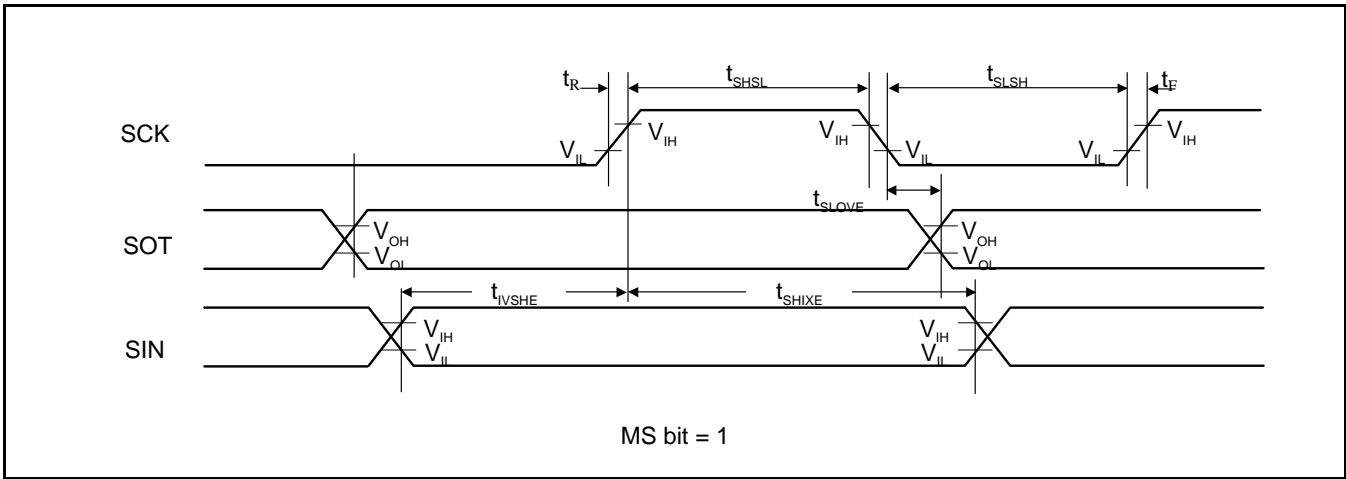 tR tSHSL tSLSH tF
SCK
VIH VIH VIH
VIL VIL VIL
tSLOVE
SOT
VOH VOH
VOL VOL
tIVSHE tSHIXE
SIN
VIH VIH
VIL VIL
MS bit = 1